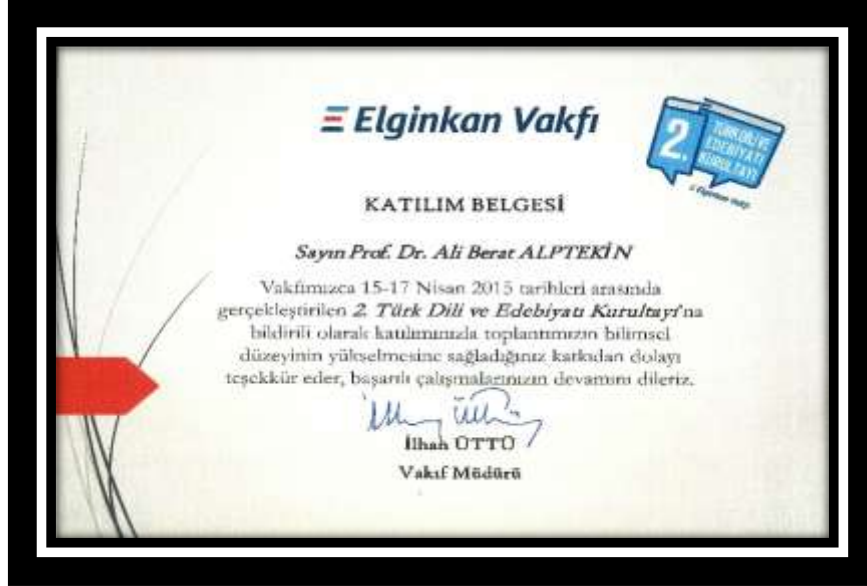 Elginkan Vakfı
2.
TÜRK DİLİ VE
EDEBİYATI
KURULTAYI
Elginkan Vakfı
KATILIM BELGESİ
Sayın Prof. Dr. Ali Berat ALPTEKİN
Vakfımızca 15-17 Nisan 2015 tarihleri arasında
gerçekleştirilen 2. Türk Dili ve Edebiyatı Kurultayı'na
bildirili olarak katılımınızla toplantımızın bilimsel
düzeyinin yükselmesine sağladığınız katkıdan dolayı
teşekkür eder, başarılı çalışmalarınızın devamını dileriz.
İlhan ÜTTÜ
Vakıf Müdürü